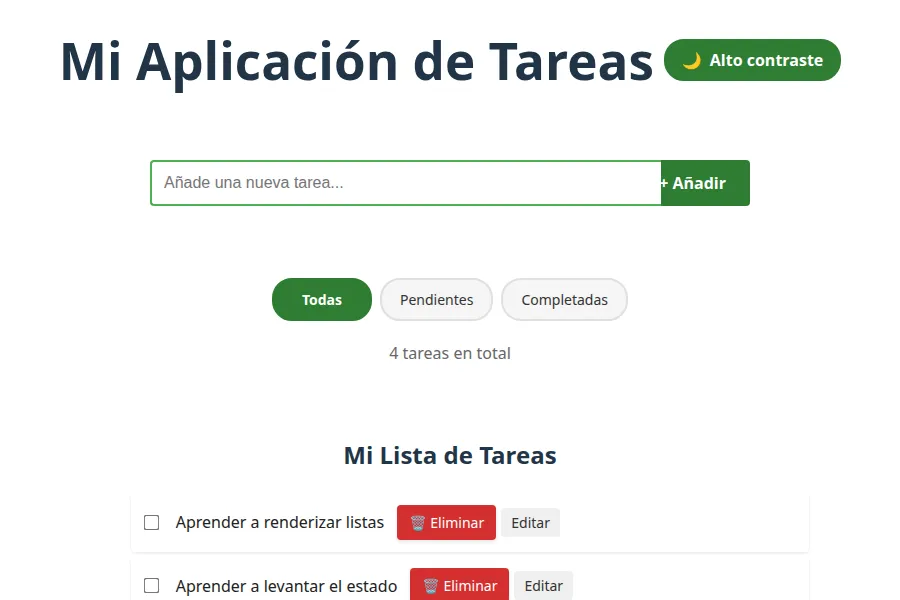 Mi Aplicación de Tareas 🌙 Alto contraste
Añade una nueva tarea... + Añadir
Todas Pendientes Completadas
4 tareas en total
Mi Lista de Tareas
Aprender a renderizar listas 🗑️ Eliminar Editar
Aprender a levantar el estado 🗑️ Eliminar Editar